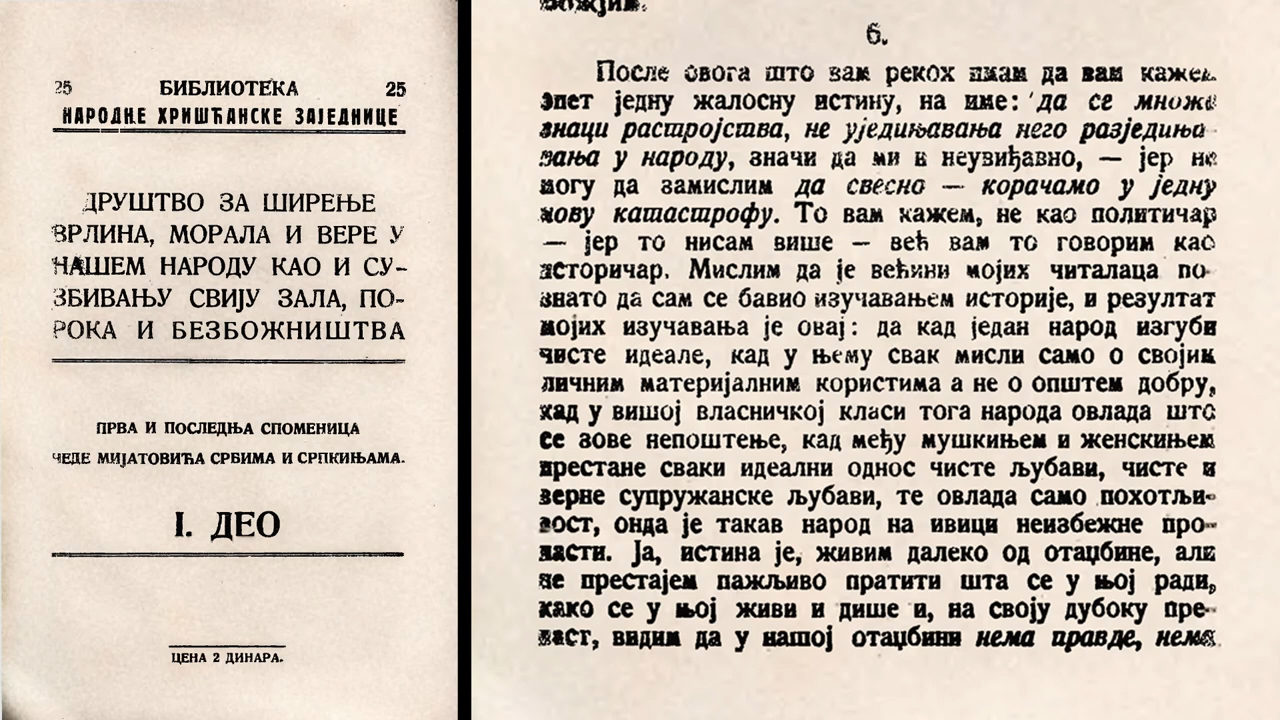 25 БИБЛИОТЕКА 25
НАРОДНЕ ХРИШЋАНСКЕ ЗАЈЕДНИЦЕ
ДРУШТВО ЗА ШИРЕЊЕ
ВРЛИНА, МОРАЛА И ВЕРЕ У
НАШЕМ НАРОДУ КАО И СУ-
ЗБИВАЊУ СВИЈУ ЗАЛА, ПО-
РОКА И БЕЗБОЖНИШТВА
ПРВА И ПОСЛЕДЊА СПОМЕНИЦА
ЧЕДЕ МИЈАТОВИЋА СРБИМА И СРПКИЊАМА.
I. ДЕО
ЦЕНА 2 ДИНАРА.
6.
После овога што вам рекох имам да вам кажем
опет једну жалосну истину, на име: да се множе
знаци растројства, не уједињавања него разједиња-
вања у народу, значи да ми и неувиђавно, — јер не
могу да замислим да свесно — корачамо у једну
нову катастрофу. То вам кажем, не као политичар
— јер то нисам више — већ вам то говорим као
историчар. Мислим да је већини мојих читалаца по-
знато да сам се бавио изучавањем историје, и резултат
мојих изучавања је овај: да кад један народ изгуби
чисте идеале, кад у њему свак мисли само о својим
личним материјалним користима а не о општем добру,
кад у вишој власничкој класи тога народа овлада што
се зове непоштење, кад међу мушкињем и женскињем
престане сваки идеални однос чисте љубави, чисте и
верне супружанске љубави, те овлада само похотљи-
вост, онда је такав народ на ивици неизбежне про-
пасти. Ја, истина је, живим далеко од отаџбине, али
не престајем пажљиво пратити шта се у њој ради,
како се у њој живи и дише и, на своју дубоку пре-
паст, видим да у нашој отаџбини нема правде, нема